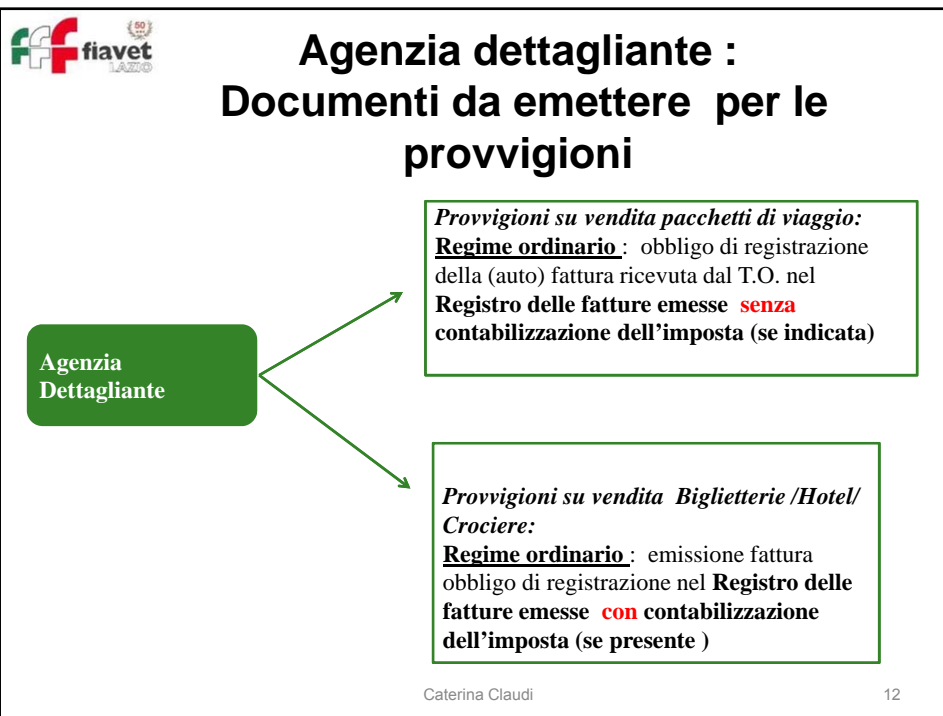 50
fiavet
LAZIO
Agenzia dettagliante :
Documenti da emettere per le
provvigioni
Provvigioni su vendita pacchetti di viaggio:
Regime ordinario : obbligo di registrazione
della (auto) fattura ricevuta dal T.O. nel
Registro delle fatture emesse senza
contabilizzazione dell'imposta (se indicata)
Agenzia
Dettagliante
Provvigioni su vendita Biglietterie /Hotel/
Crociere:
Regime ordinario : emissione fattura
obbligo di registrazione nel Registro delle
fatture emesse con contabilizzazione
dell'imposta (se presente )
Caterina Claudi
12